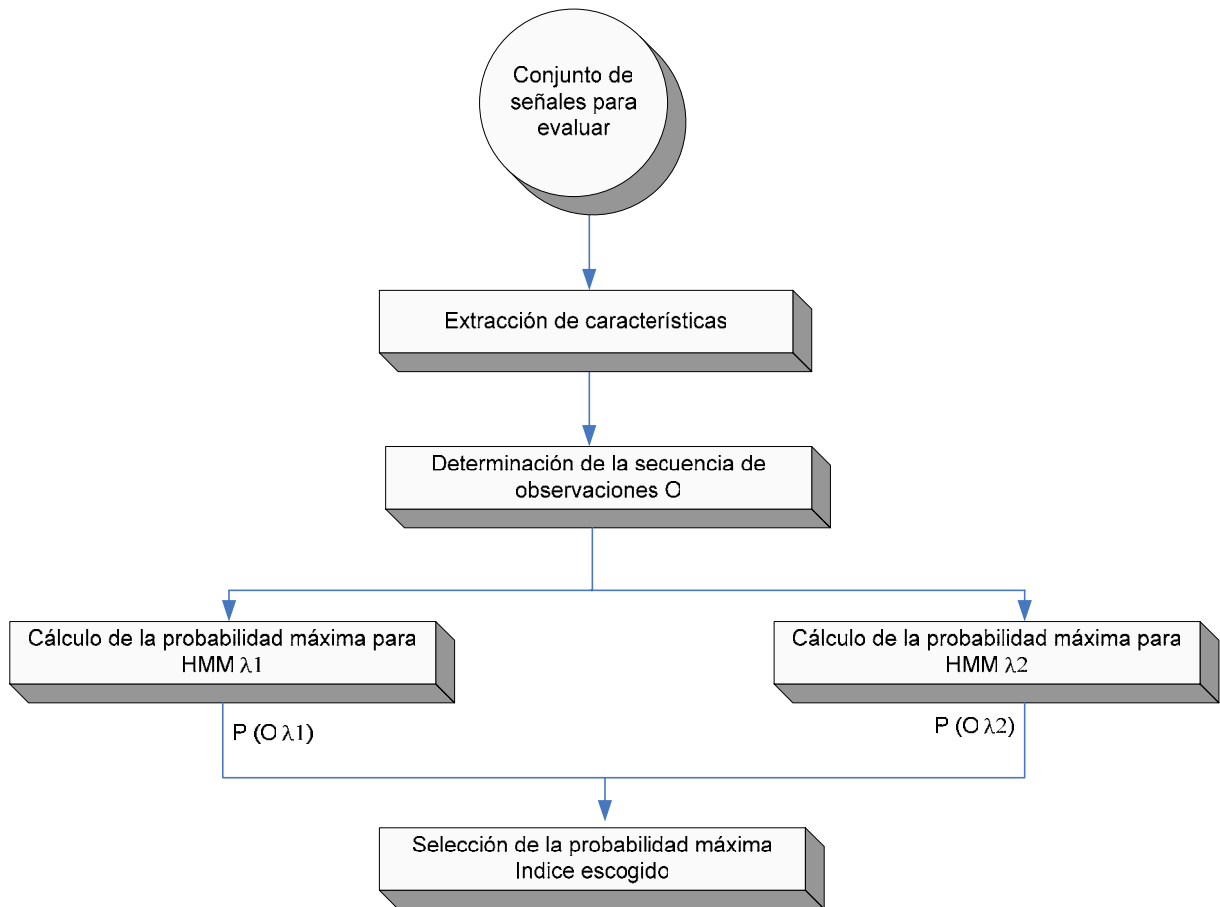 Conjunto de
señales para
evaluar
Extracción de características
Determinación de la secuencia de
observaciones O
Cálculo de la probabilidad máxima para
HMM λ1
Cálculo de la probabilidad máxima para
HMM λ2
P (O λ1)
P (O λ2)
Selección de la probabilidad máxima
Indice escogido